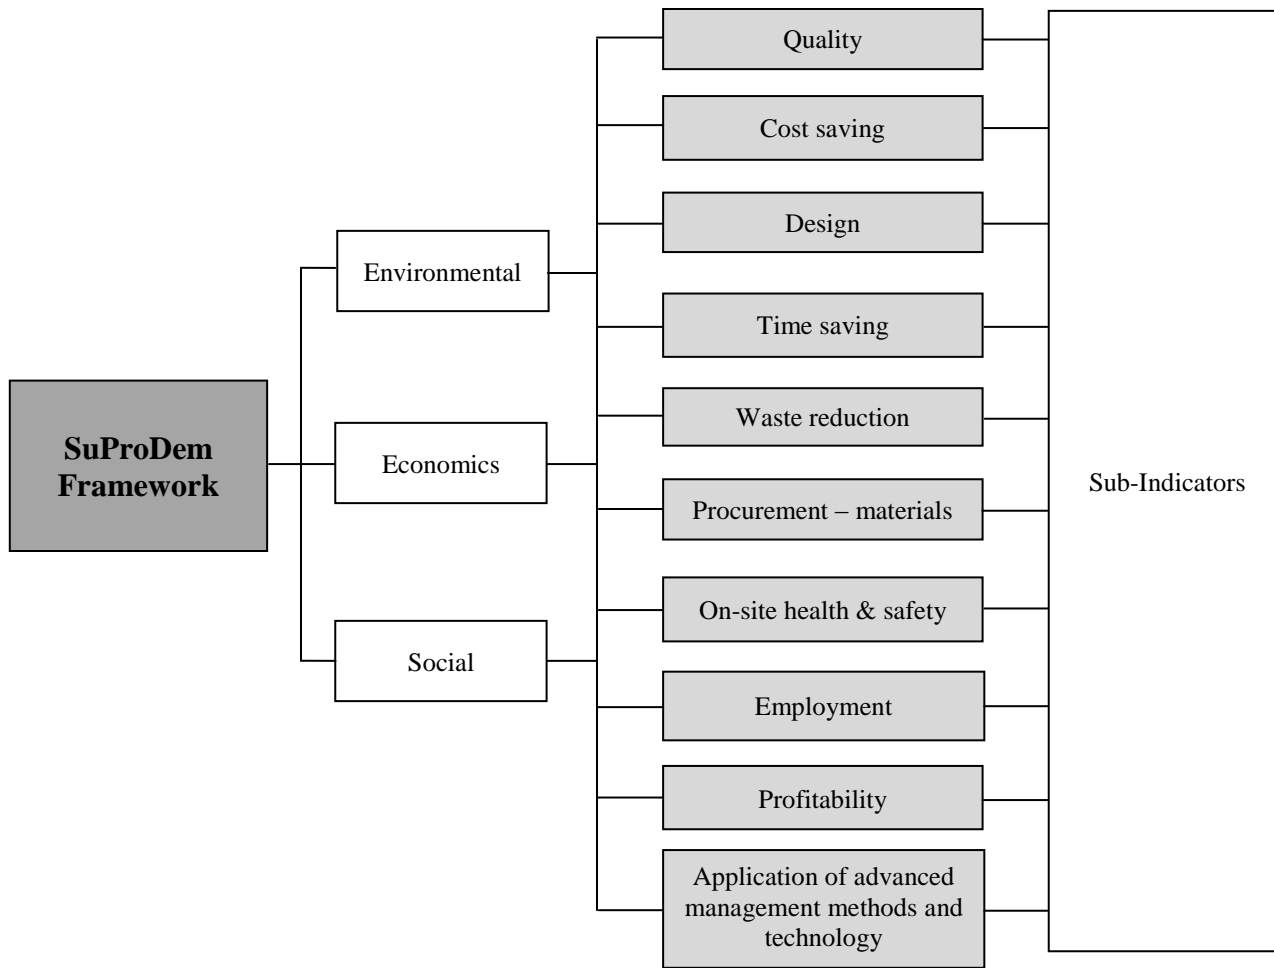 SuProDem
Framework
Environmental
Economics
Social
Quality
Cost saving
Design
Time saving
Waste reduction
Procurement – materials
On-site health & safety
Employment
Profitability
Application of advanced
management methods and
technology
Sub-Indicators